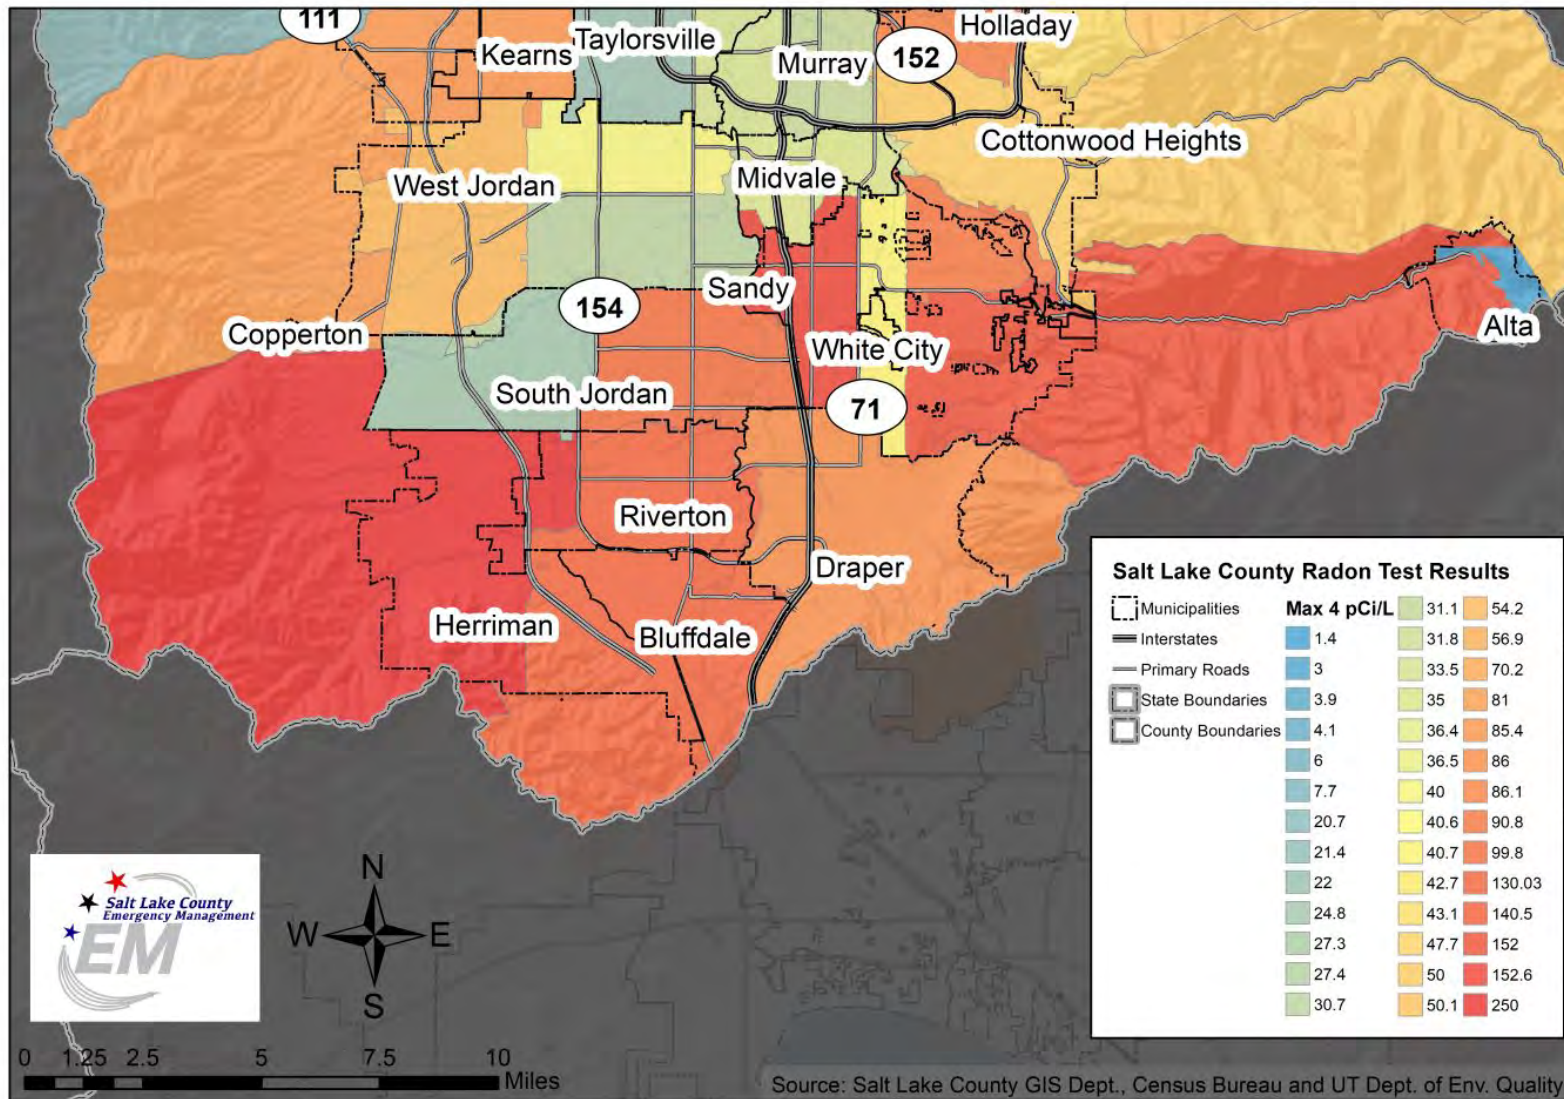 111
Kearns
Taylorsville
Murray
152
Holladay
Cottonwood Heights
West Jordan
Midvale
154
Sandy
Copperton
White City
Alta
South Jordan
71
Riverton
Draper
Herriman
Bluffdale
Salt Lake County Radon Test Results
Municipalities
Interstates
Primary Roads
State Boundaries
County Boundaries
Max 4 pCi/L
1.4
3
3.9
4.1
6
7.7
20.7
21.4
22
24.8
27.3
27.4
30.7
31.1
31.8
33.5
35
36.4
36.5
40
40.6
40.7
42.7
43.1
47.7
50
50.1
54.2
56.9
70.2
81
85.4
86
86.1
90.8
99.8
130.03
140.5
152
152.6
250
Salt Lake County
Emergency Management
EM
N
W E
S
0 1.25 2.5 5 7.5 10
Miles
Source: Salt Lake County GIS Dept., Census Bureau and UT Dept. of Env. Quality